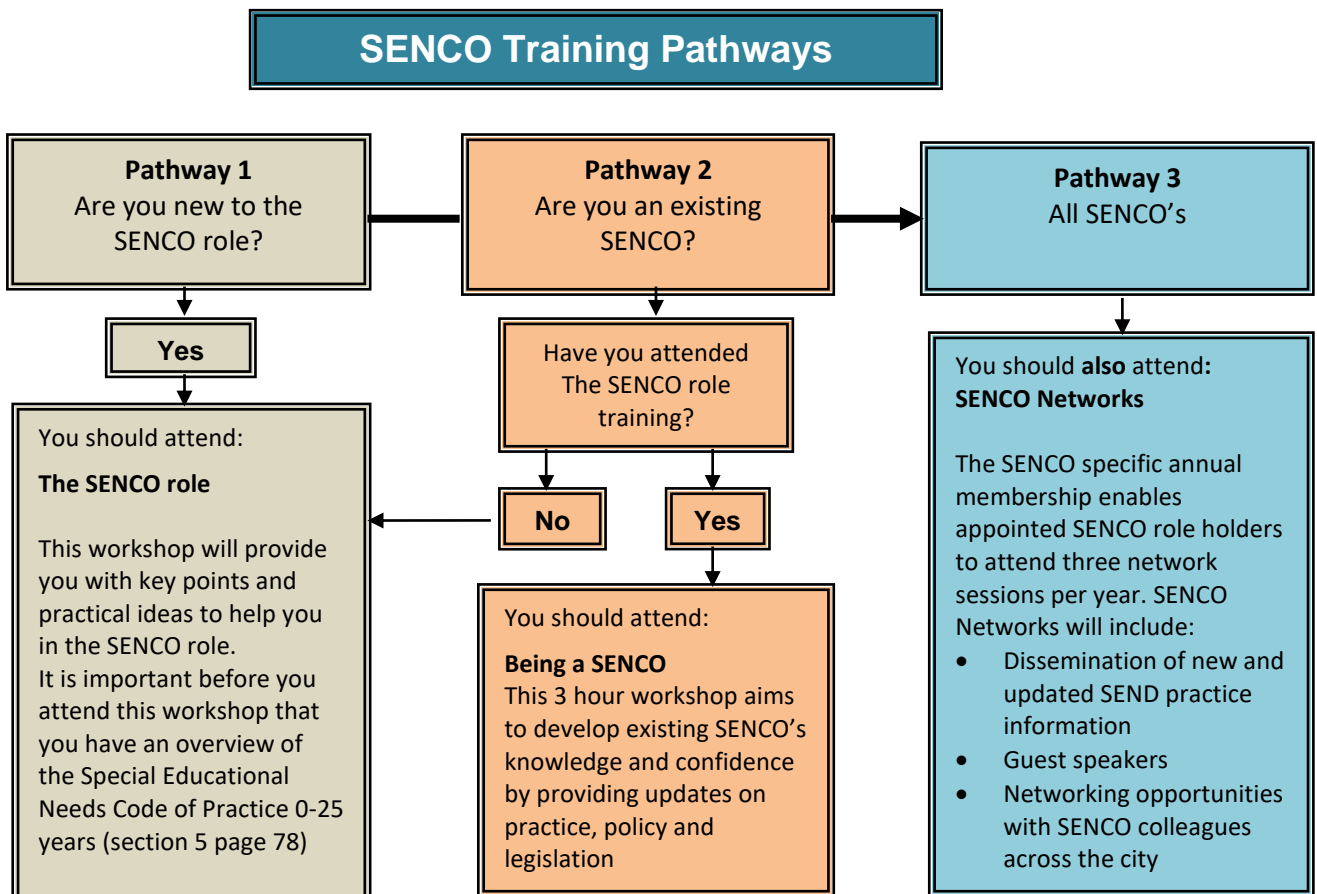 SENCO Training Pathways
Pathway 1
Are you new to the
SENCO role?
Yes
You should attend:
The SENCO role
This workshop will provide
you with key points and
practical ideas to help you
in the SENCO role.
It is important before you
attend this workshop that
you have an overview of
the Special Educational
Needs Code of Practice 0-25
years (section 5 page 78)
Pathway 2
Are you an existing
SENCO?
Have you attended
The SENCO role
training?
No
Yes
You should attend:
Being a SENCO
This 3 hour workshop aims
to develop existing SENCO’s
knowledge and confidence
by providing updates on
practice, policy and
legislation
Pathway 3
All SENCO’s
You should also attend:
SENCO Networks
The SENCO specific annual
membership enables
appointed SENCO role holders
to attend three network
sessions per year. SENCO
Networks will include:
• Dissemination of new and
updated SEND practice
information
• Guest speakers
• Networking opportunities
with SENCO colleagues
across the city